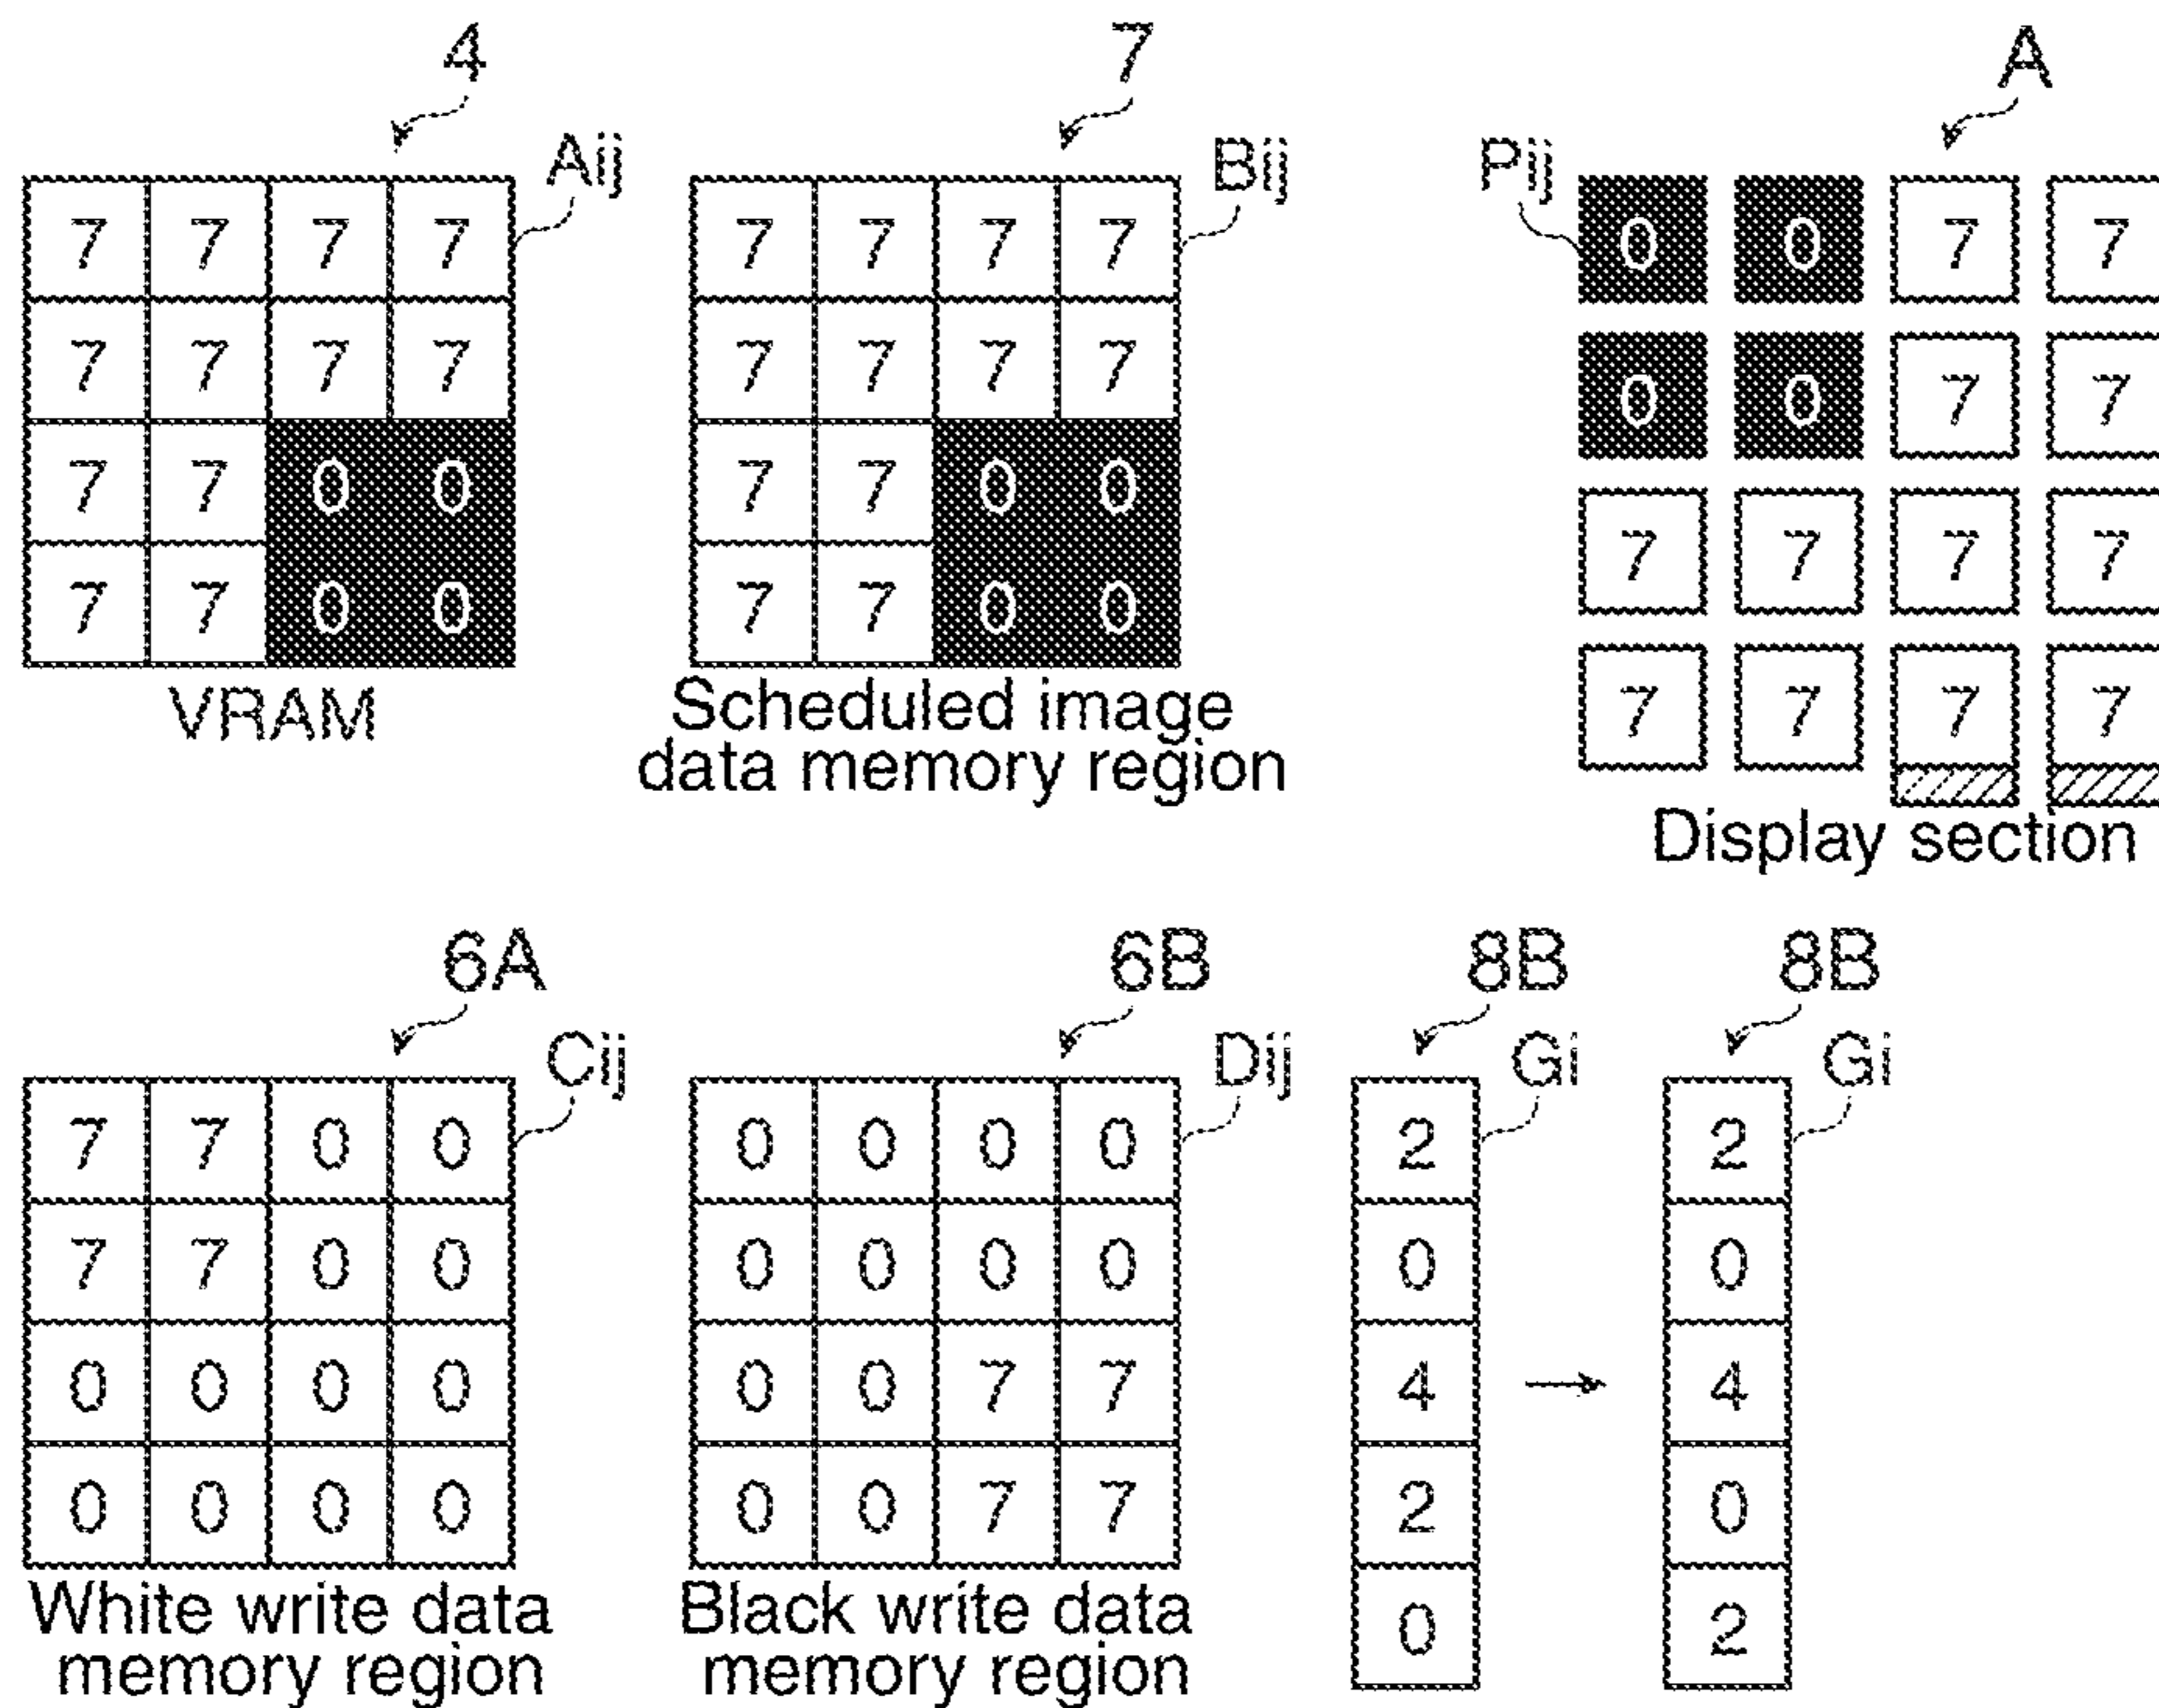 4
7
A
Aij
Bij
Pij
7 7 7 7
7 7 7 7
7 7 0 0
7 7 0 0
VRAM
7 7 7 7
7 7 7 7
7 7 0 0
7 7 0 0
Scheduled image
data memory region
0 0 7 7
0 0 7 7
7 7 7 7
7 7 7 7
Display section
6A
6B
8B
8B
Cij
Dij
Gi
Gi
7 7 0 0
7 7 0 0
0 0 0 0
0 0 0 0
White write data
memory region
0 0 0 0
0 0 0 0
0 0 7 7
0 0 7 7
Black write data
memory region
2
0
4
2
0
→
2
0
4
0
2